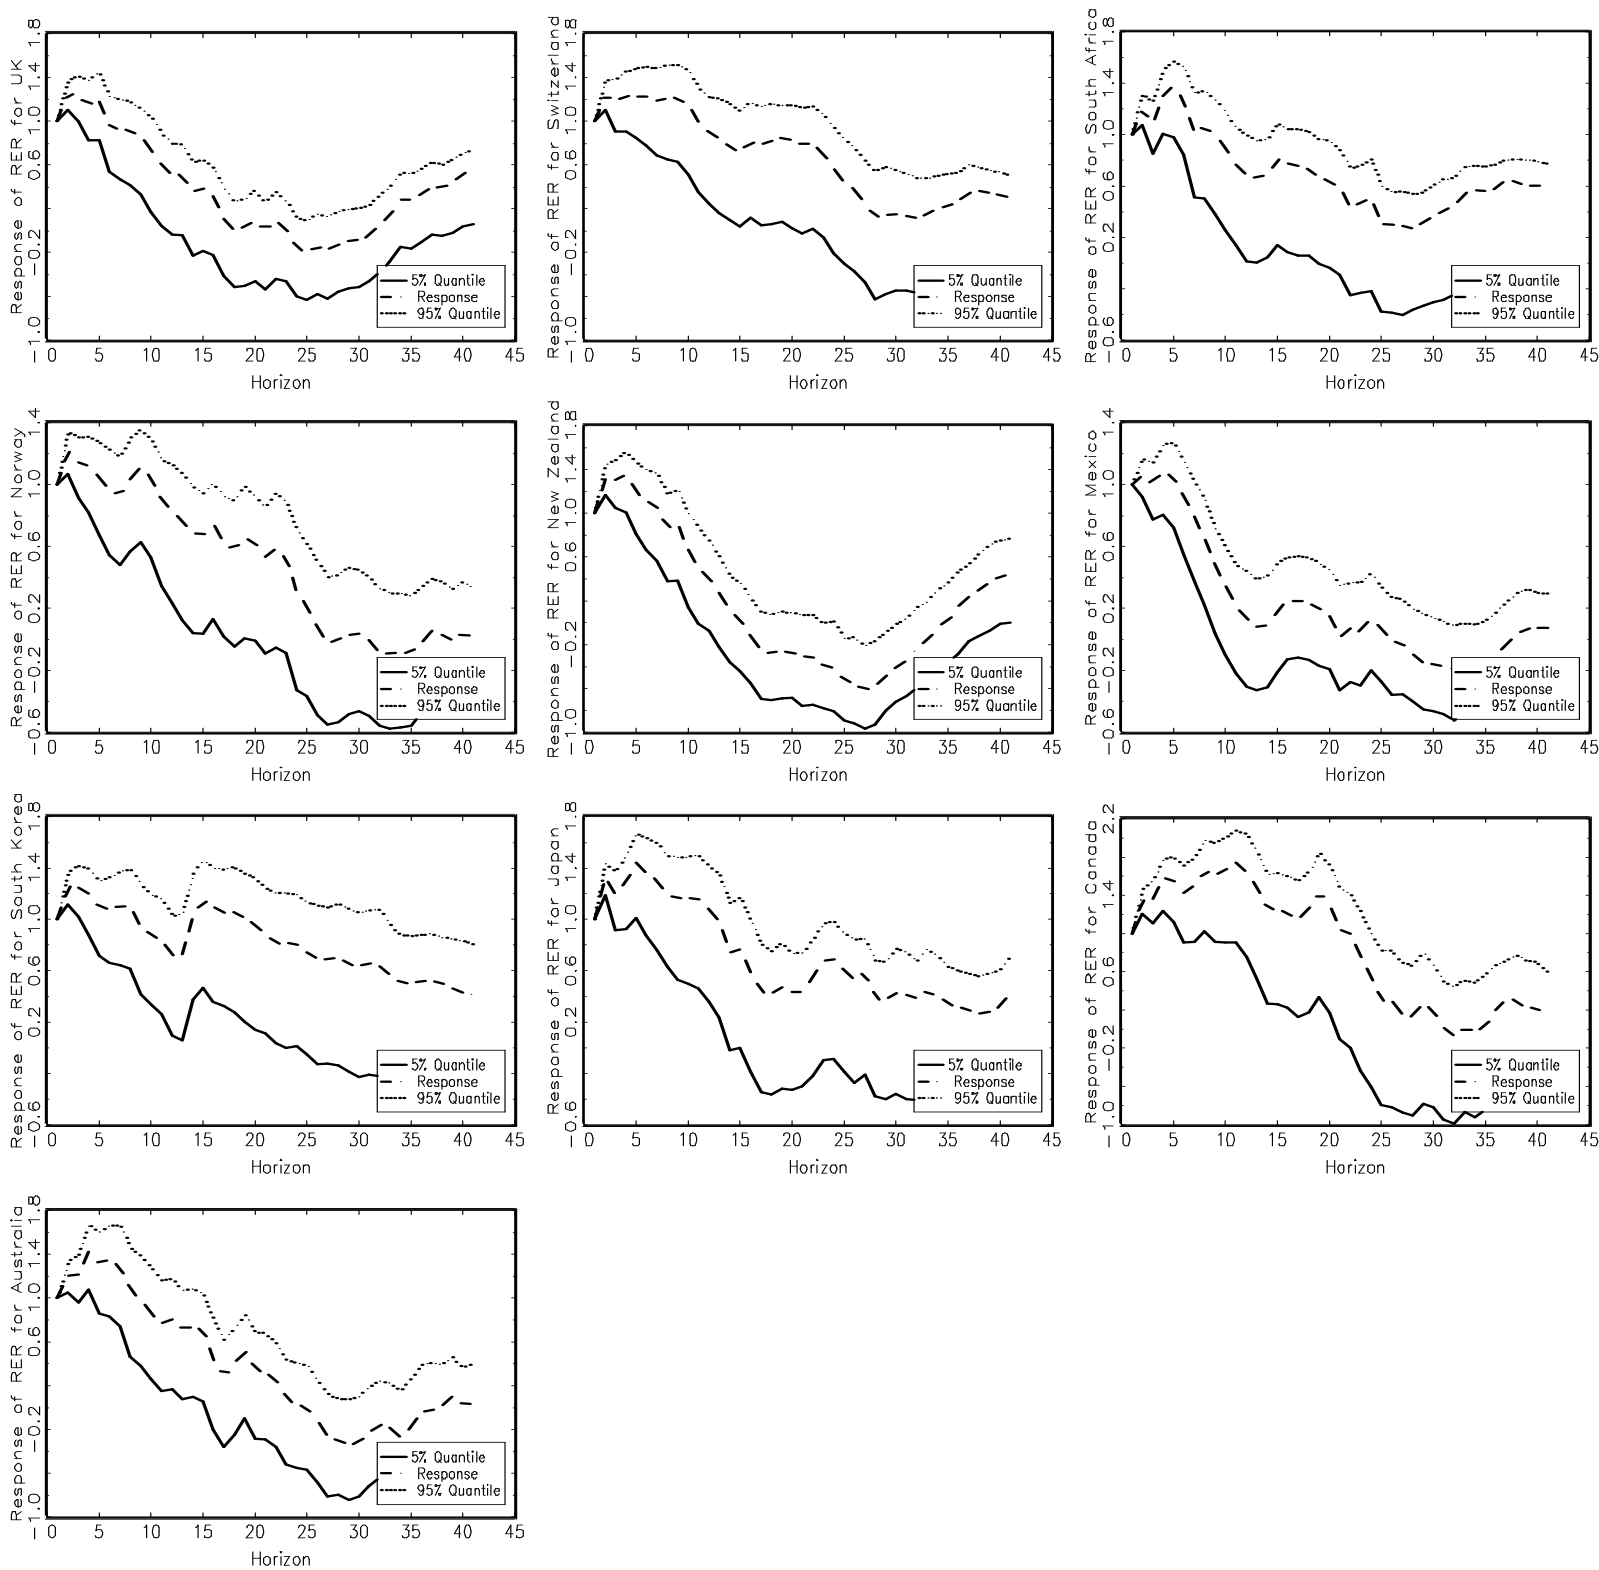 Response of RER for UK
1.8
1.4
1.0
0.6
−0.2
−1.0
5% Quantile
Response
95% Quantile
0 5 10 15 20 25 30 35 40 45
Horizon
Response of RER for Switzerland
1.8
1.4
1.0
0.6
−0.2
−1.0
5% Quantile
Response
95% Quantile
0 5 10 15 20 25 30 35 40 45
Horizon
Response of RER for South Africa
1.8
1.4
1.0
0.6
0.2
−0.6
5% Quantile
Response
95% Quantile
0 5 10 15 20 25 30 35 40 45
Horizon
Response of RER for Norway
1.4
1.0
0.6
0.2
−0.2
−0.6
5% Quantile
Response
95% Quantile
0 5 10 15 20 25 30 35 40 45
Horizon
Response of RER for New Zealand
1.8
1.4
1.0
0.6
−0.2
−1.0
5% Quantile
Response
95% Quantile
0 5 10 15 20 25 30 35 40 45
Horizon
Response of RER for Mexico
1.4
1.0
0.6
0.2
−0.2
−0.6
5% Quantile
Response
95% Quantile
0 5 10 15 20 25 30 35 40 45
Horizon
Response of RER for South Korea
1.8
1.4
1.0
0.6
0.2
−0.6
5% Quantile
Response
95% Quantile
0 5 10 15 20 25 30 35 40 45
Horizon
Response of RER for Japan
1.8
1.4
1.0
0.6
0.2
−0.6
5% Quantile
Response
95% Quantile
0 5 10 15 20 25 30 35 40 45
Horizon
Response of RER for Canada
2.2
1.4
0.6
−0.2
−1.0
5% Quantile
Response
95% Quantile
0 5 10 15 20 25 30 35 40 45
Horizon
Response of RER for Australia
1.8
1.4
1.0
0.6
−0.2
−1.0
5% Quantile
Response
95% Quantile
0 5 10 15 20 25 30 35 40 45
Horizon